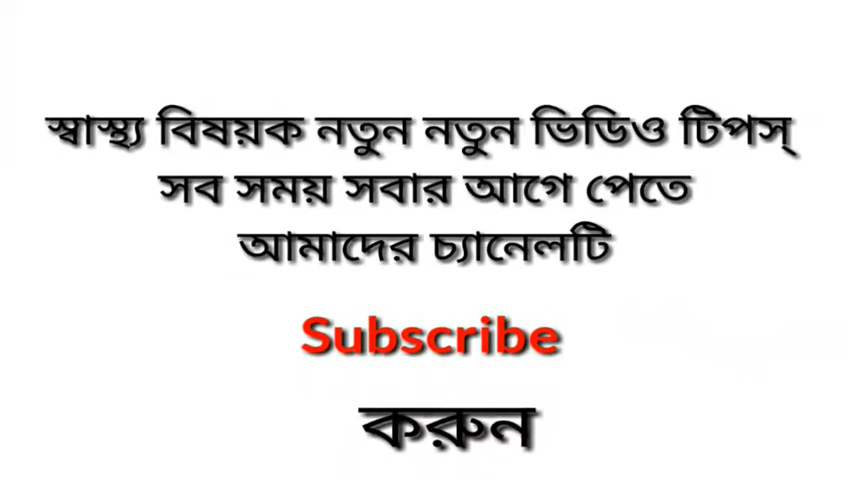 স্বাস্থ্য বিষয়ক নতুন নতুন ভিডিও টিপস্
সব সময় সবার আগে পেতে
আমাদের চ্যানেলটি
Subscribe
করুন